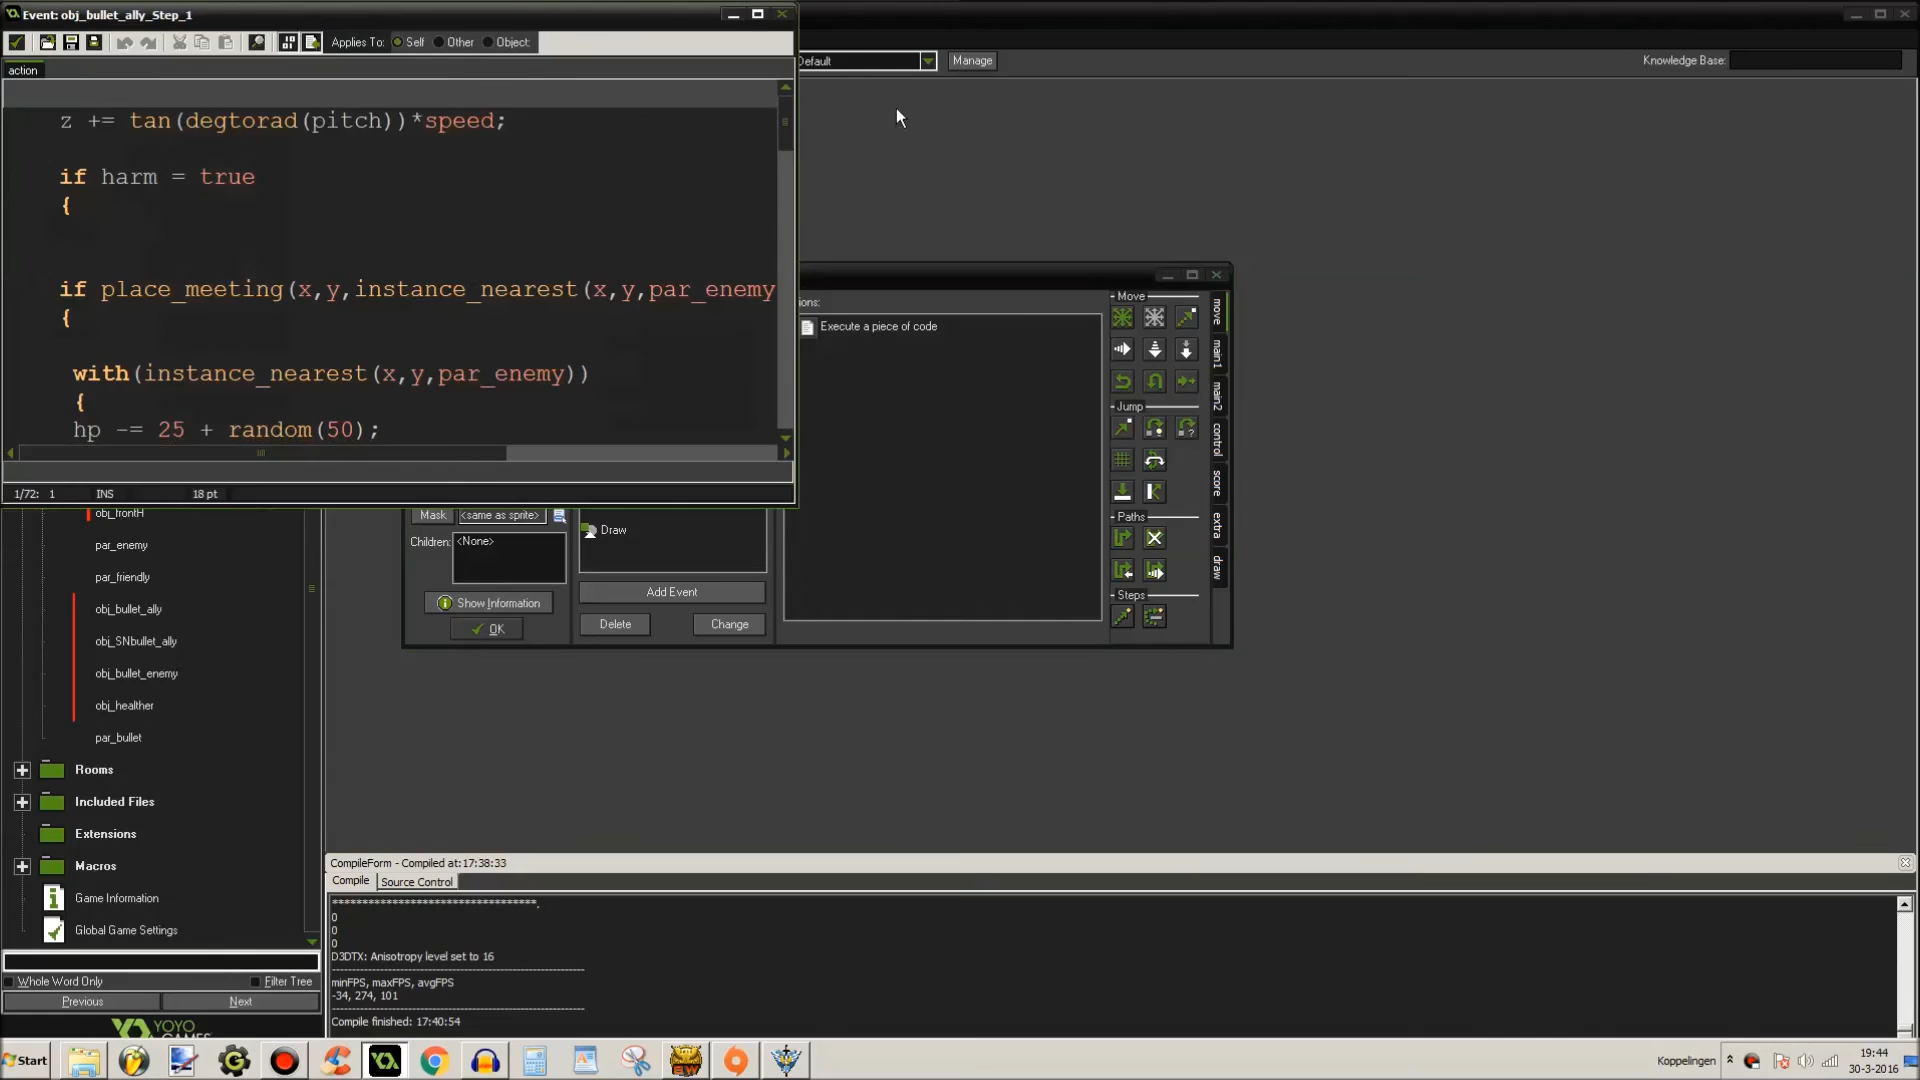 Event: obj_bullet_ally_Step_1
Applies To: Self Other Object:
Default
Manage
Knowledge Base:
action
z += tan(degtorad(pitch))*speed;
if harm = true
{
if place_meeting(x,y,instance_nearest(x,y,par_enemy
{
with(instance_nearest(x,y,par_enemy))
{
hp -= 25 + random(50);
1/72: 1 INS 18 pt
ions:
Execute a piece of code
Move
Jump
Paths
Steps
move
main1
main2
control
score
extra
draw
Mask <same as sprite>
Children: <None>
Draw
Add Event
Show Information
Delete
Change
OK
obj_frontH
par_enemy
par_friendly
obj_bullet_ally
obj_SNbullet_ally
obj_bullet_enemy
obj_healther
par_bullet
Rooms
Included Files
Extensions
Macros
Game Information
Global Game Settings
Whole Word Only Filter Tree
Previous Next
YOYO
GAMES
CompileForm - Compiled at:17:38:33
Compile Source Control
0
0
0
D3DTX: Anisotropy level set to 16
minFPS, maxFPS, avgFPS
-34, 274, 101
Compile finished: 17:40:54
Start
EW
Koppelingen
19:44
30-3-2016